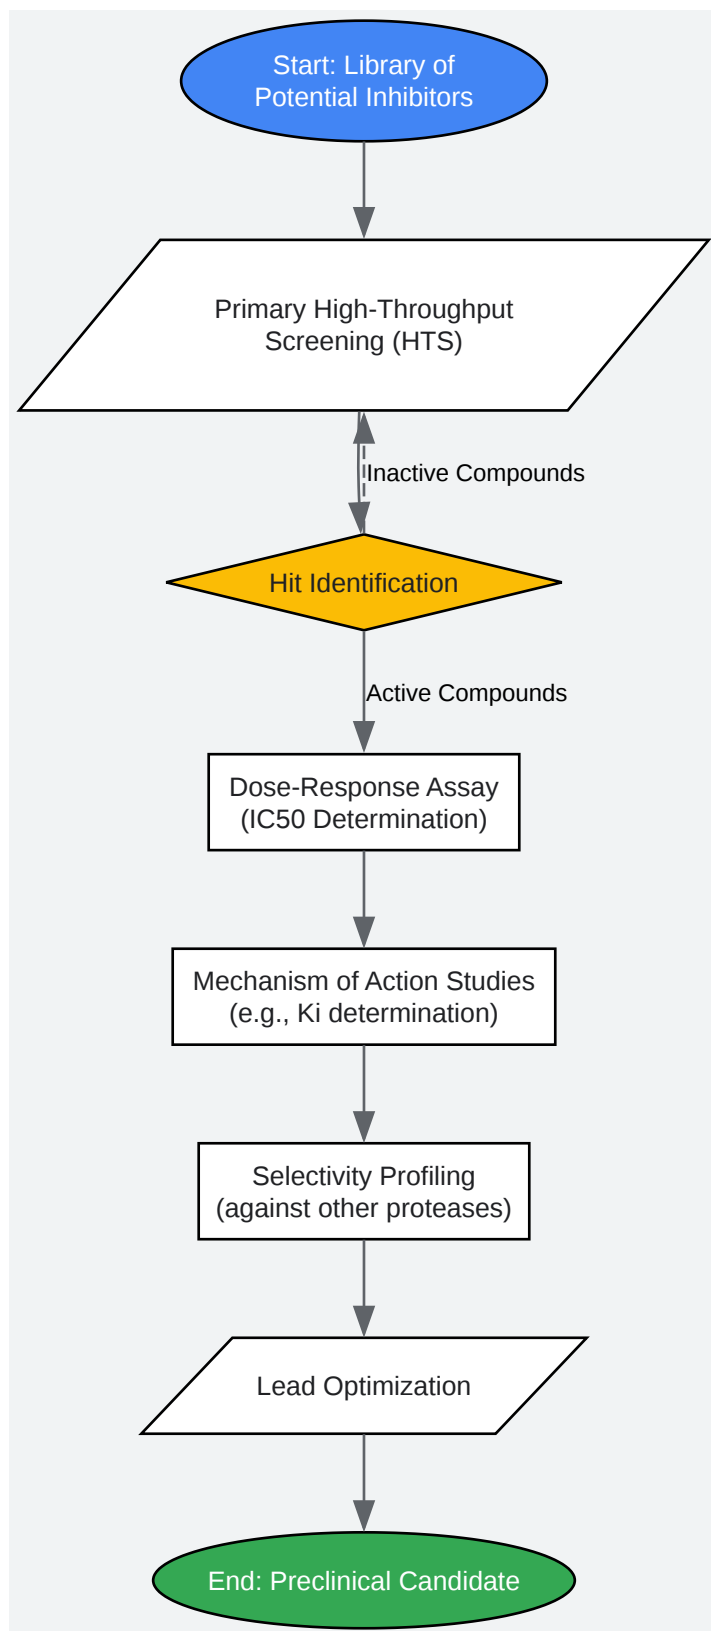 Start: Library of
Potential Inhibitors
Primary High-Throughput
Screening (HTS)
Inactive Compounds
Hit Identification
Active Compounds
Dose-Response Assay
(IC50 Determination)
Mechanism of Action Studies
(e.g., Ki determination)
Selectivity Profiling
(against other proteases)
Lead Optimization
End: Preclinical Candidate